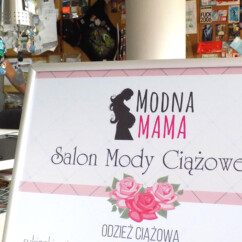 MODNA
MAMA
Salon Mody Ciążowe
ODZIEŻ CIĄŻOWA